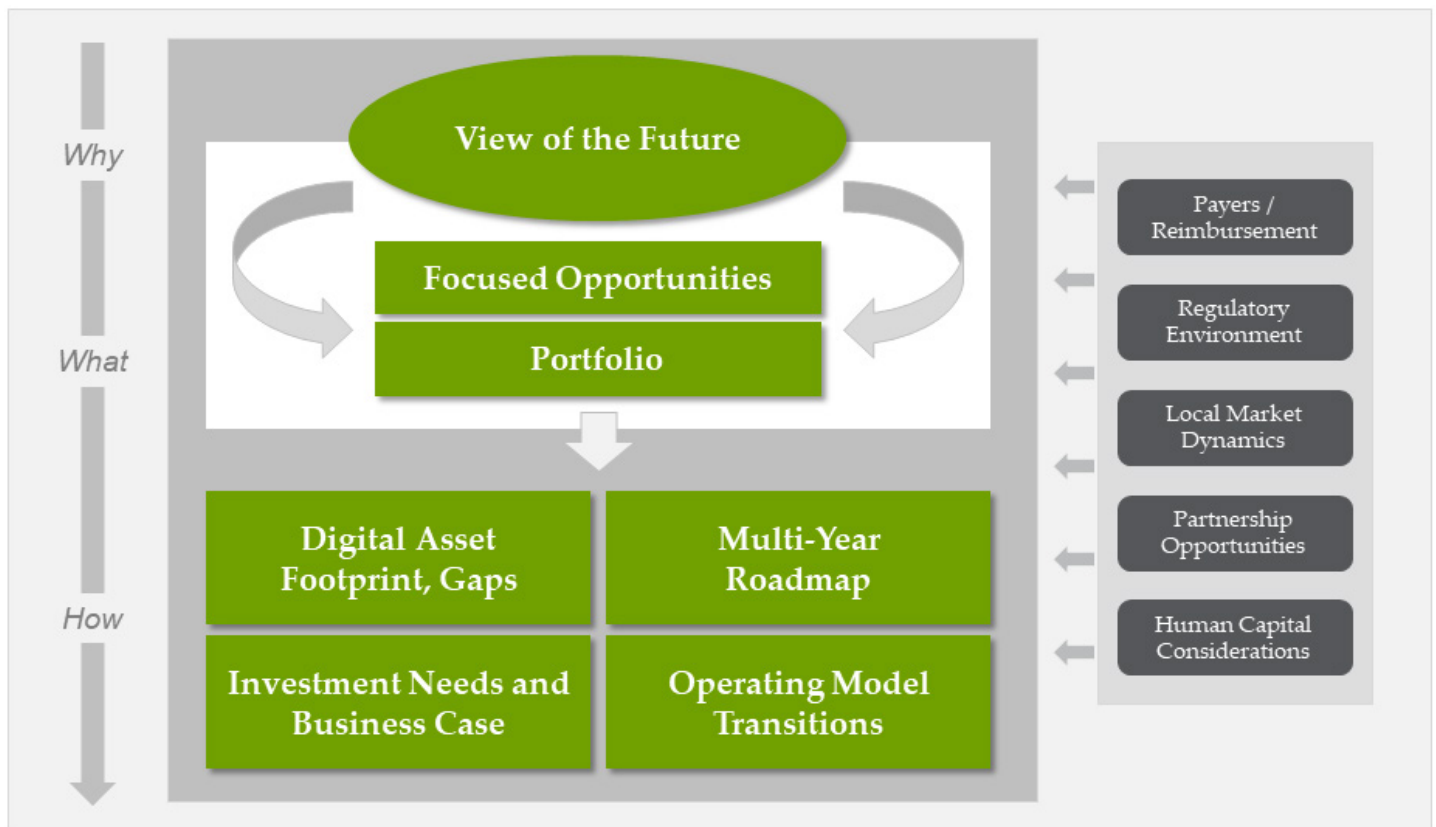 Why
What
How
View of the Future
Focused Opportunities
Portfolio
Digital Asset
Footprint, Gaps
Multi-Year
Roadmap
Investment Needs and
Business Case
Operating Model
Transitions
Payers /
Reimbursement
Regulatory
Environment
Local Market
Dynamics
Partnership
Opportunities
Human Capital
Considerations